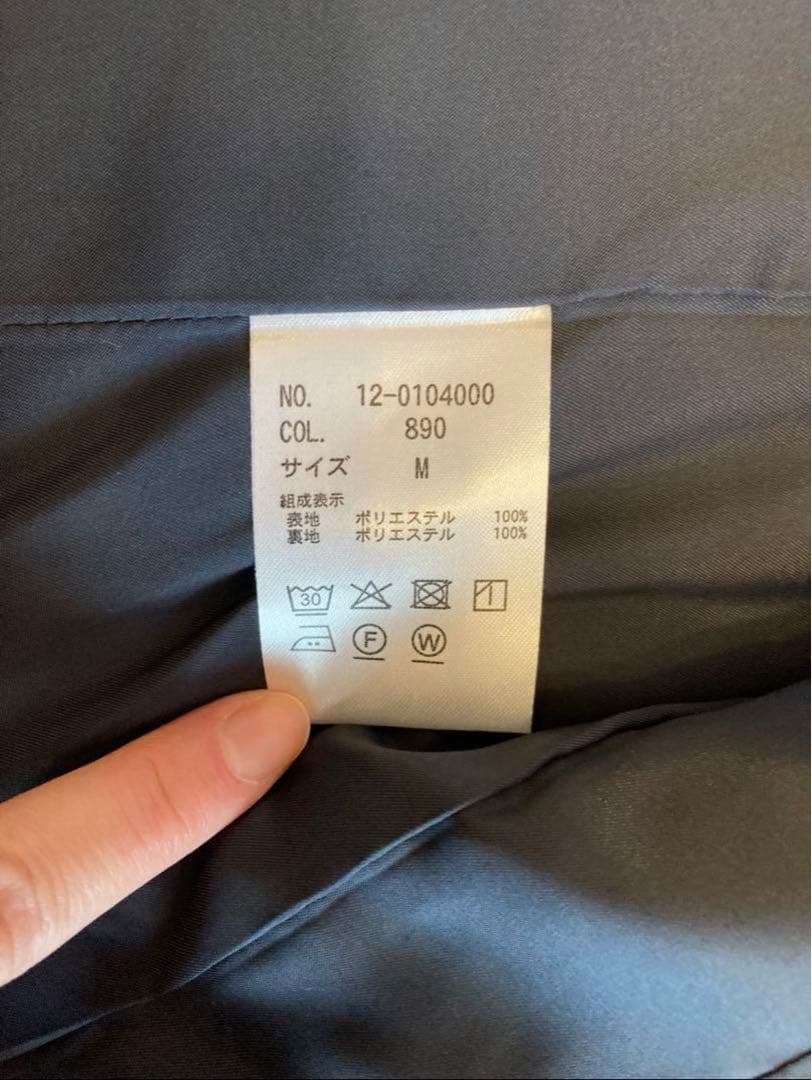 NO. 12-0104000
COL. 890
サイズ M
組成表示
表地 ポリエステル 100%
裏地 ポリエステル 100%
30
F W